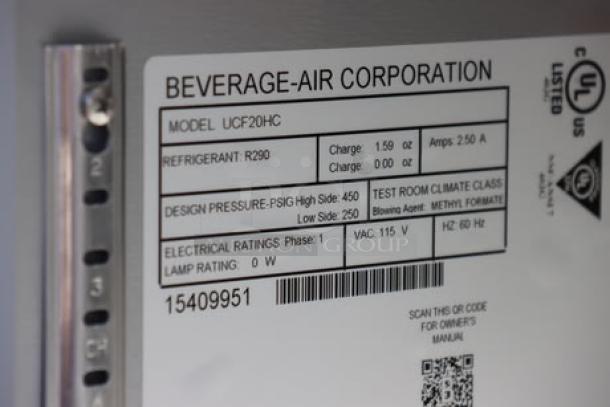 BEVERAGE-AIR CORPORATION
MODEL UCF20HC
REFRIGERANT: R290
Charge: 1.59 oz
Charge: 0.00 oz
Amps: 2.50 A
DESIGN PRESSURE-PSIG High Side: 450
Low Side: 250
TEST ROOM CLIMATE CLASS
Blowing Agent: METHYL FORMATE
ELECTRICAL RATINGS Phase: 1
LAMP RATING: 0 W
VAC 115 V
HZ: 60 Hz
15409951
SCAN THIS QR CODE
FOR OWNER'S
MANUAL
C UL US
LISTED
GROUP
2
3